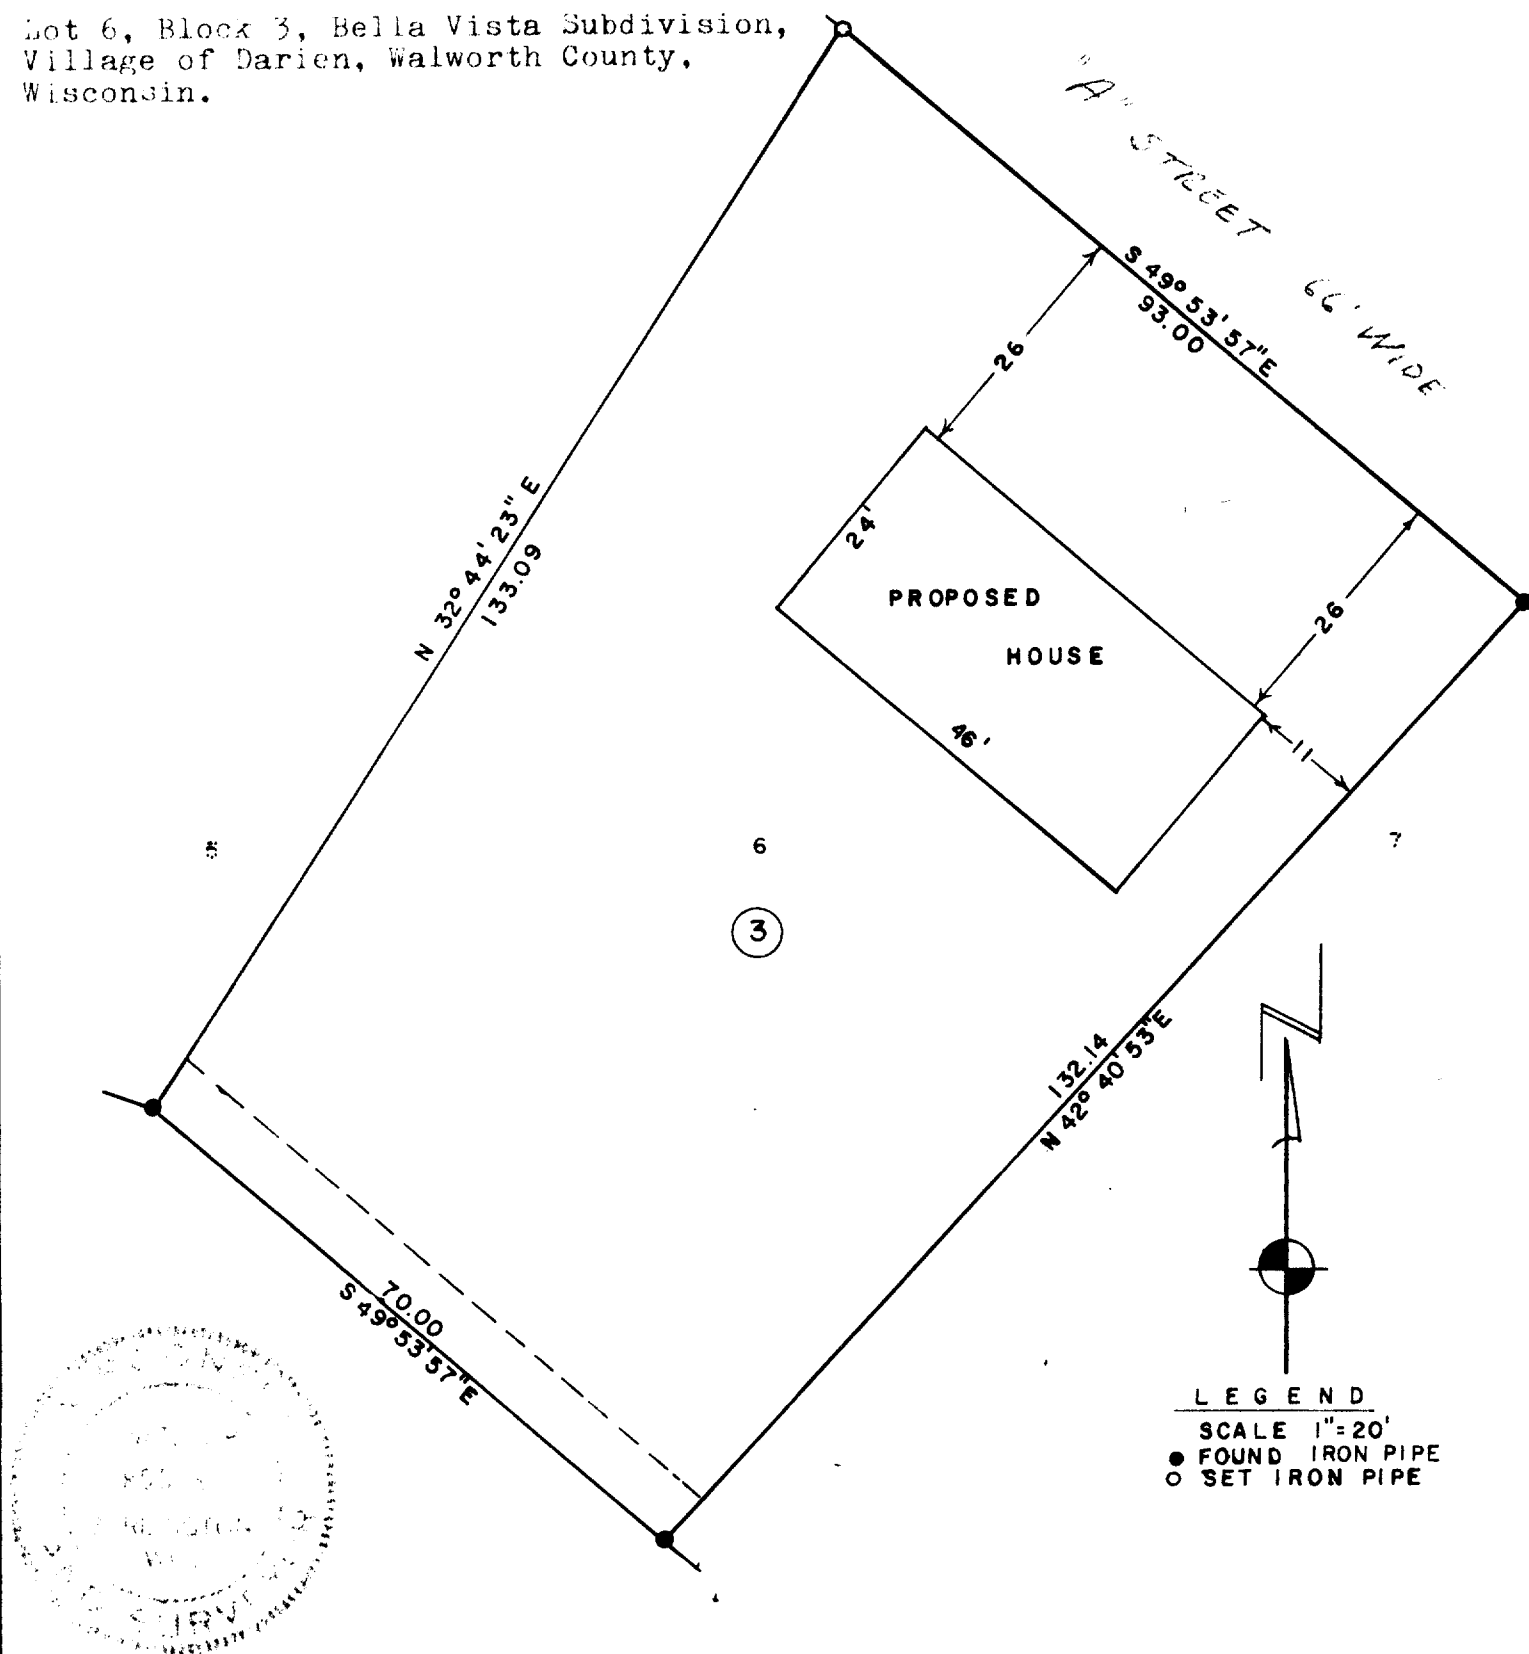 Lot 6, Block 3, Bella Vista Subdivision,
Village of Darien, Walworth County,
Wisconsin.
"A" STREET 66' WIDE
S 49° 53' 57" E
93.00
26
24'
N 32° 44' 23" E
133.09
PROPOSED
HOUSE
26
46'
11
5
6
7
3
132.14
N 42° 40' 53" E
70.00
S 49° 53' 57" E
LEGEND
SCALE 1"=20'
FOUND IRON PIPE
SET IRON PIPE
SURV